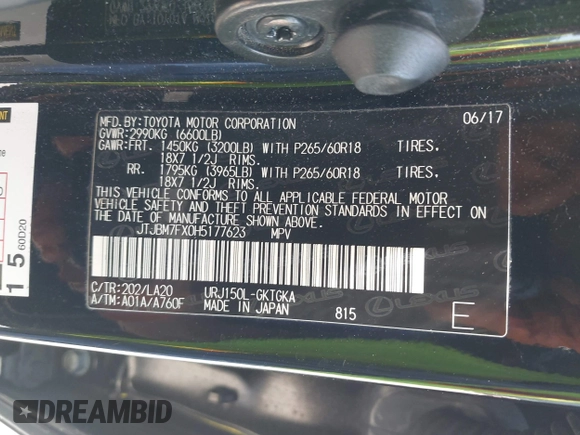 MFD.BY:TOYOTA MOTOR CORPORATION 06/17
GVWR:2990KG (6600LB)
GAWR:FRT. 1450KG (3200LB) WITH P265/60R18 TIRES,
18X7 1/2J RIMS.
RR. 1795KG (3965LB) WITH P265/60R18 TIRES,
18X7 1/2J RIMS.
THIS VEHICLE CONFORMS TO ALL APPLICABLE FEDERAL MOTOR
VEHICLE SAFETY AND THEFT PREVENTION STANDARDS IN EFFECT ON
THE DATE OF MANUFACTURE SHOWN ABOVE.
JTJBM7FX0H5177623 MPV
C/TR:202/LA20 URJ150L-GKTGKA
A/TM:A01A/A760F MADE IN JAPAN 815
E
15
60D20
LEXUS
DREAMBID